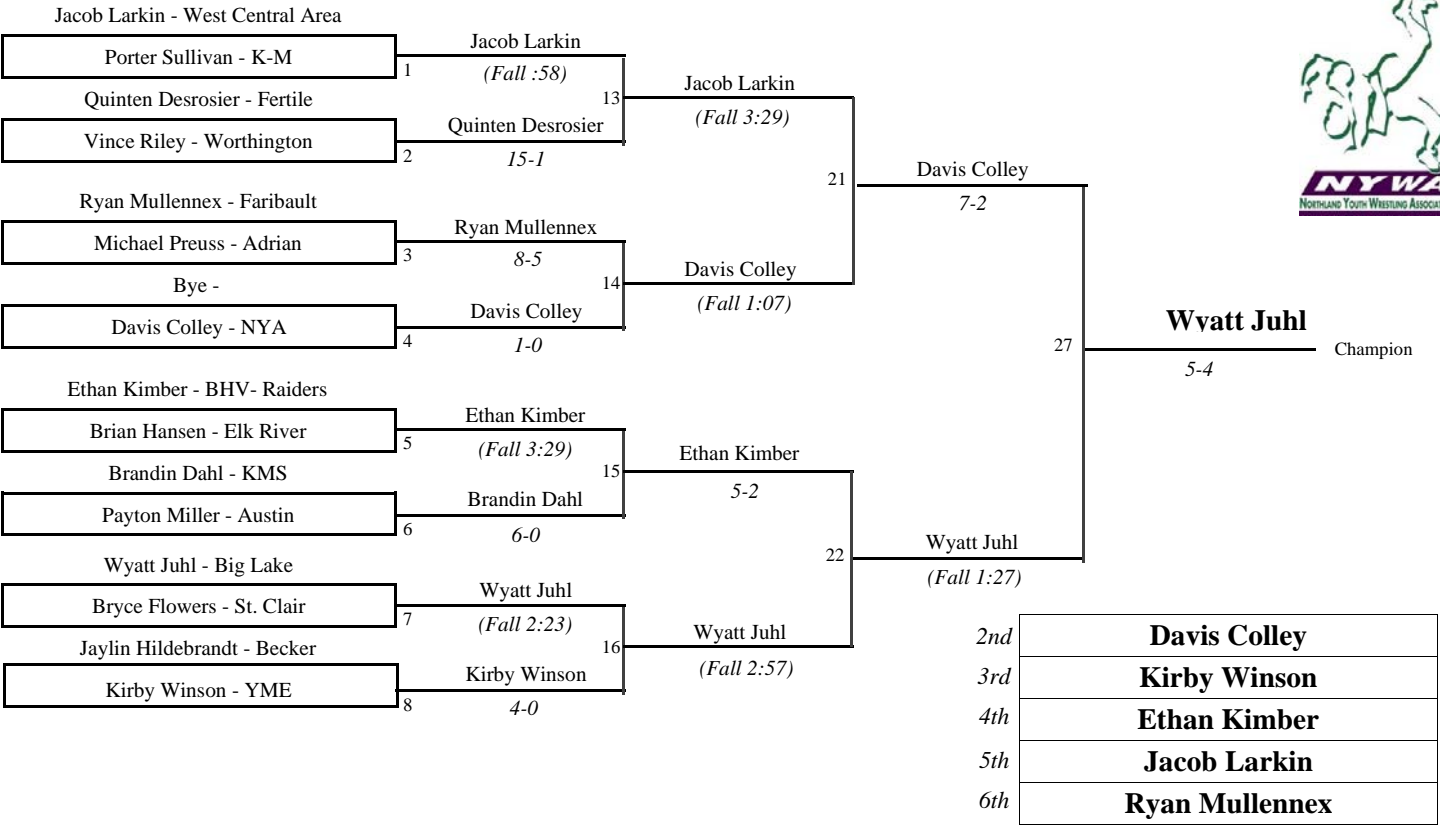 Jacob Larkin - West Central Area
Porter Sullivan - K-M
1
Jacob Larkin
(Fall :58)
Quinten Desrosier - Fertile
Vince Riley - Worthington
2
Quinten Desrosier
15-1
13
Jacob Larkin
(Fall 3:29)
Ryan Mullennex - Faribault
Michael Preuss - Adrian
3
Ryan Mullennex
8-5
Bye -
Davis Colley - NYA
4
Davis Colley
1-0
14
Davis Colley
(Fall 1:07)
21
Davis Colley
7-2
Ethan Kimber - BHV- Raiders
Brian Hansen - Elk River
5
Ethan Kimber
(Fall 3:29)
Brandin Dahl - KMS
Payton Miller - Austin
6
Brandin Dahl
6-0
15
Ethan Kimber
5-2
Wyatt Juhl - Big Lake
Bryce Flowers - St. Clair
7
Wyatt Juhl
(Fall 2:23)
Jaylin Hildebrandt - Becker
Kirby Winson - YME
8
Kirby Winson
4-0
16
Wyatt Juhl
(Fall 2:57)
22
Wyatt Juhl
(Fall 1:27)
27
Wyatt Juhl
5-4
Champion
NYWA
Northland Youth Wrestling
2nd Davis Colley
3rd Kirby Winson
4th Ethan Kimber
5th Jacob Larkin
6th Ryan Mullennex